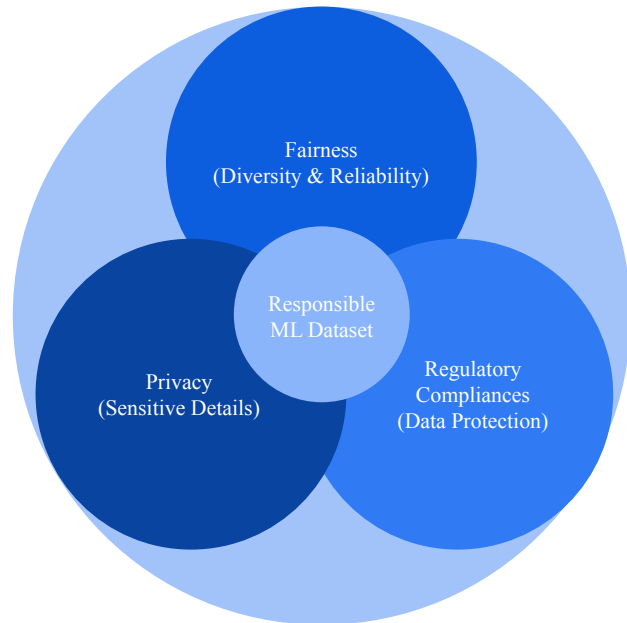 Fairness
(Diversity & Reliability)
Responsible
ML Dataset
Privacy
(Sensitive Details)
Regulatory
Compliances
(Data Protection)